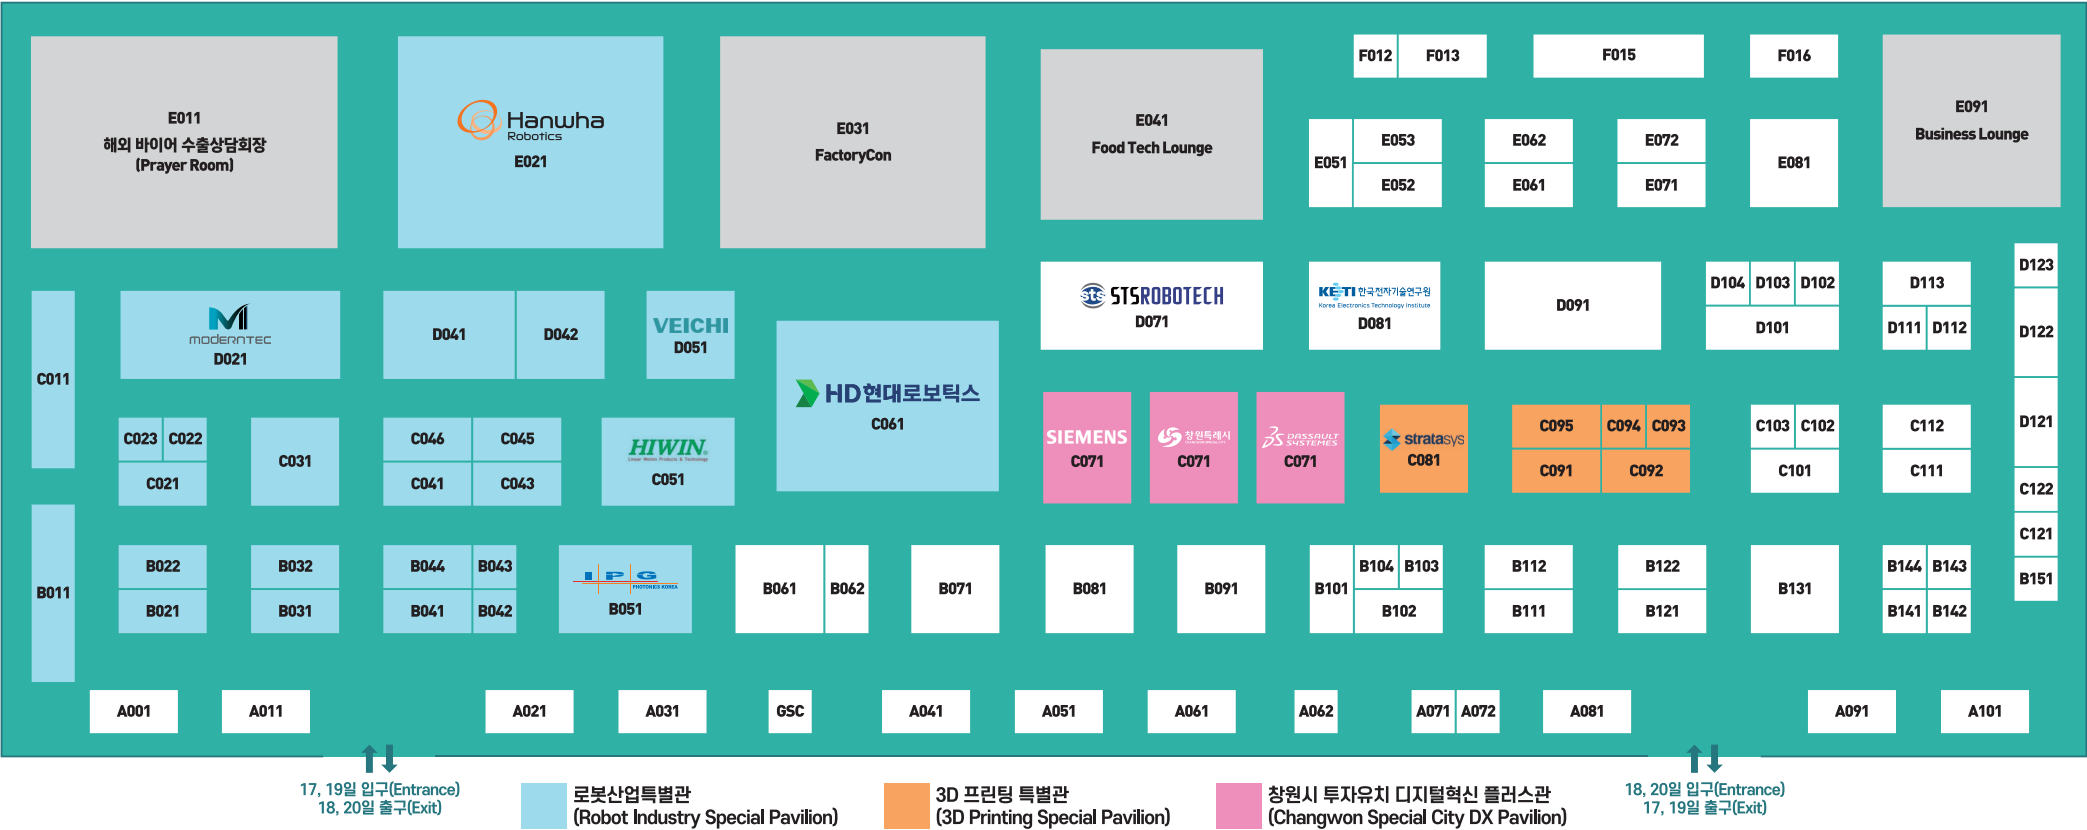 E011
해외 바이어 수출상담회장
(Prayer Room)
Hanwha
Robotics
E021
E031
FactoryCon
E041
Food Tech Lounge
F012
F013
F015
F016
E051
E053
E052
E062
E061
E072
E071
E081
E091
Business Lounge
C011
MODERNTEC
D021
D041
D042
VEICHI
D051
HD현대로보틱스
C061
STS
STSROBOTECH
D071
KETI 한국전자기술연구원
Korea Electronics Technology Institute
D081
D091
D104
D103
D102
D101
D113
D111
D112
D123
D122
D121
C122
C121
B151
C023
C022
C021
C031
C046
C045
C041
C043
HIWIN®
Linear Motion Products & Technology
C051
SIEMENS
C071
창원특례시
C071
DASSAULT
SYSTEMES
C071
stratasys
C081
C095
C094
C093
C091
C092
C103
C102
C101
C112
C111
B011
B022
B021
B032
B031
B044
B043
B041
B042
IPG
PHOTONICS KOREA
B051
B061
B062
B071
B081
B091
B101
B104
B103
B102
B112
B111
B122
B121
B131
B144
B143
B141
B142
A001
A011
A021
A031
GSC
A041
A051
A061
A062
A071
A072
A081
A091
A101
17, 19일 입구(Entrance)
18, 20일 출구(Exit)
로봇산업특별관
(Robot Industry Special Pavilion)
3D 프린팅 특별관
(3D Printing Special Pavilion)
창원시 투자유치 디지털혁신 플러스관
(Changwon Special City DX Pavilion)
18, 20일 입구(Entrance)
17, 19일 출구(Exit)